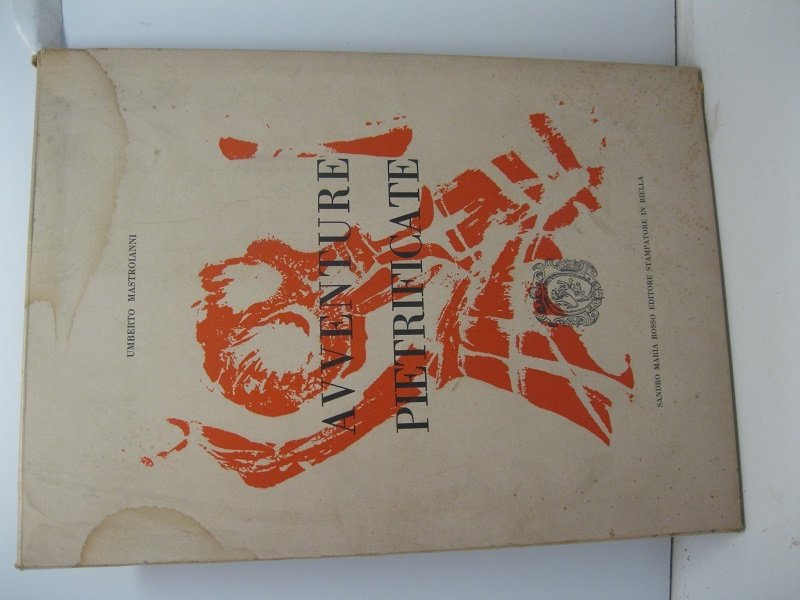 UMBERTO MASTROIANNI
AVVENTURE
PIETRIFICATE
SANDRO MARIA ROSSO EDITORE STAMPATORE IN BIELLA